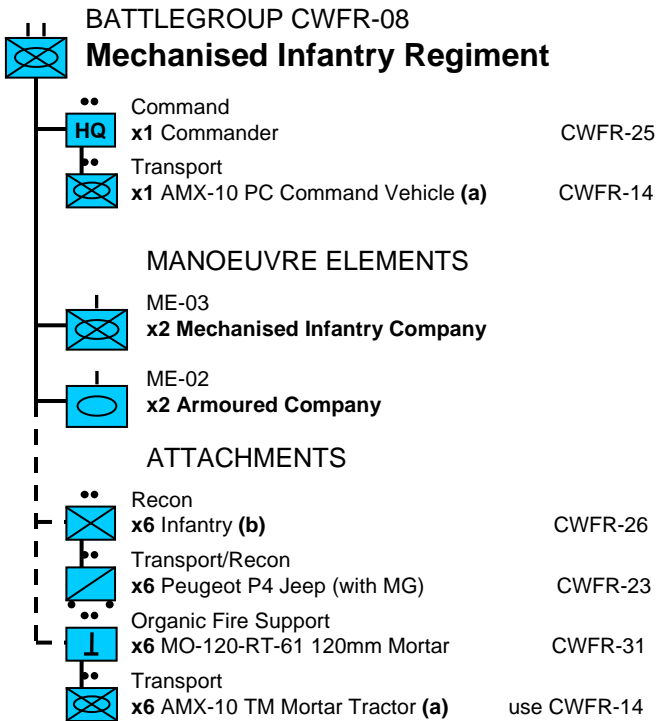 BATTLEGROUP CWFR-08
Mechanised Infantry Regiment
Command
HQ x1 Commander CWFR-25
Transport
x1 AMX-10 PC Command Vehicle (a) CWFR-14
MANOEUVRE ELEMENTS
ME-03
x2 Mechanised Infantry Company
ME-02
x2 Armoured Company
ATTACHMENTS
Recon
x6 Infantry (b) CWFR-26
Transport/Recon
x6 Peugeot P4 Jeep (with MG) CWFR-23
Organic Fire Support
x6 MO-120-RT-61 120mm Mortar CWFR-31
Transport
x6 AMX-10 TM Mortar Tractor (a) use CWFR-14